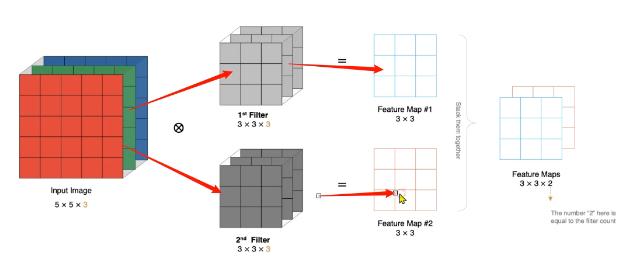 Input Image
5 × 5 × 3
⊗
1st Filter
3 × 3 × 3
=
Feature Map #1
3 × 3
2nd Filter
3 × 3 × 3
=
Feature Map #2
3 × 3
Stack them together
Feature Maps
3 × 3 × 2
The number "2" here is
equal to the filter count